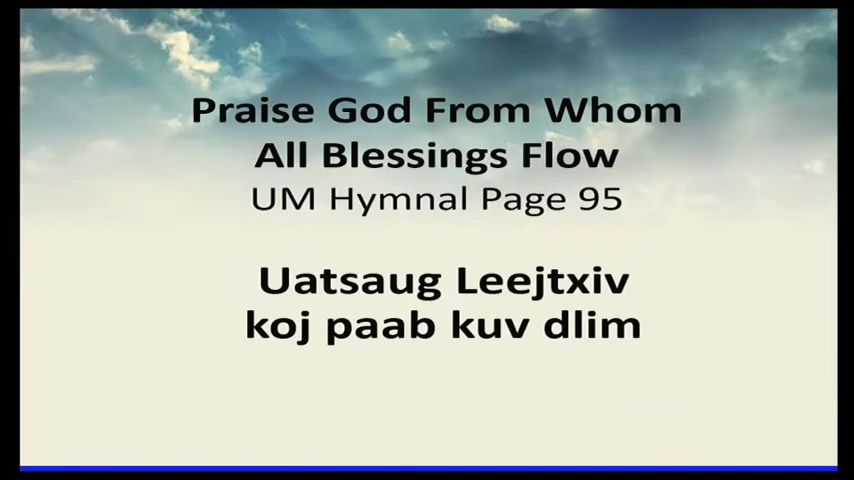 Praise God From Whom
All Blessings Flow
UM Hymnal Page 95
Uatsaug Leejtxiv
koj paab kuv dlim